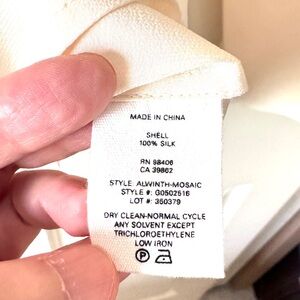 MADE IN CHINA
SHELL
100% SILK
RN 98406
CA 39862
STYLE: ALWINTH-MOSAIC
STYLE #: G0502516
LOT #: 350379
DRY CLEAN-NORMAL CYCLE
ANY SOLVENT EXCEPT
TRICHLOROETHYLENE
LOW IRON
P